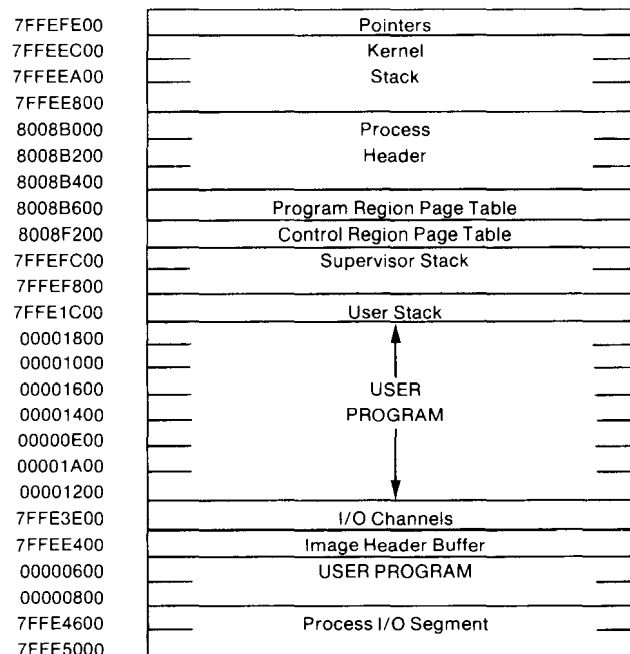 7FFEFE00 Pointers
7FFEEC00 Kernel
7FFEEA00 Stack
7FFEE800
8008B000 Process
8008B200 Header
8008B400
8008B600 Program Region Page Table
8008F200 Control Region Page Table
7FFEFC00 Supervisor Stack
7FFEF800
7FFE1C00 User Stack
00001800
00001000
00001600 USER
00001400 PROGRAM
00000E00
00001A00
00001200
7FFE3E00 I/O Channels
7FFEE400 Image Header Buffer
00000600 USER PROGRAM
00000800
7FFE4600 Process I/O Segment
7FFE5000